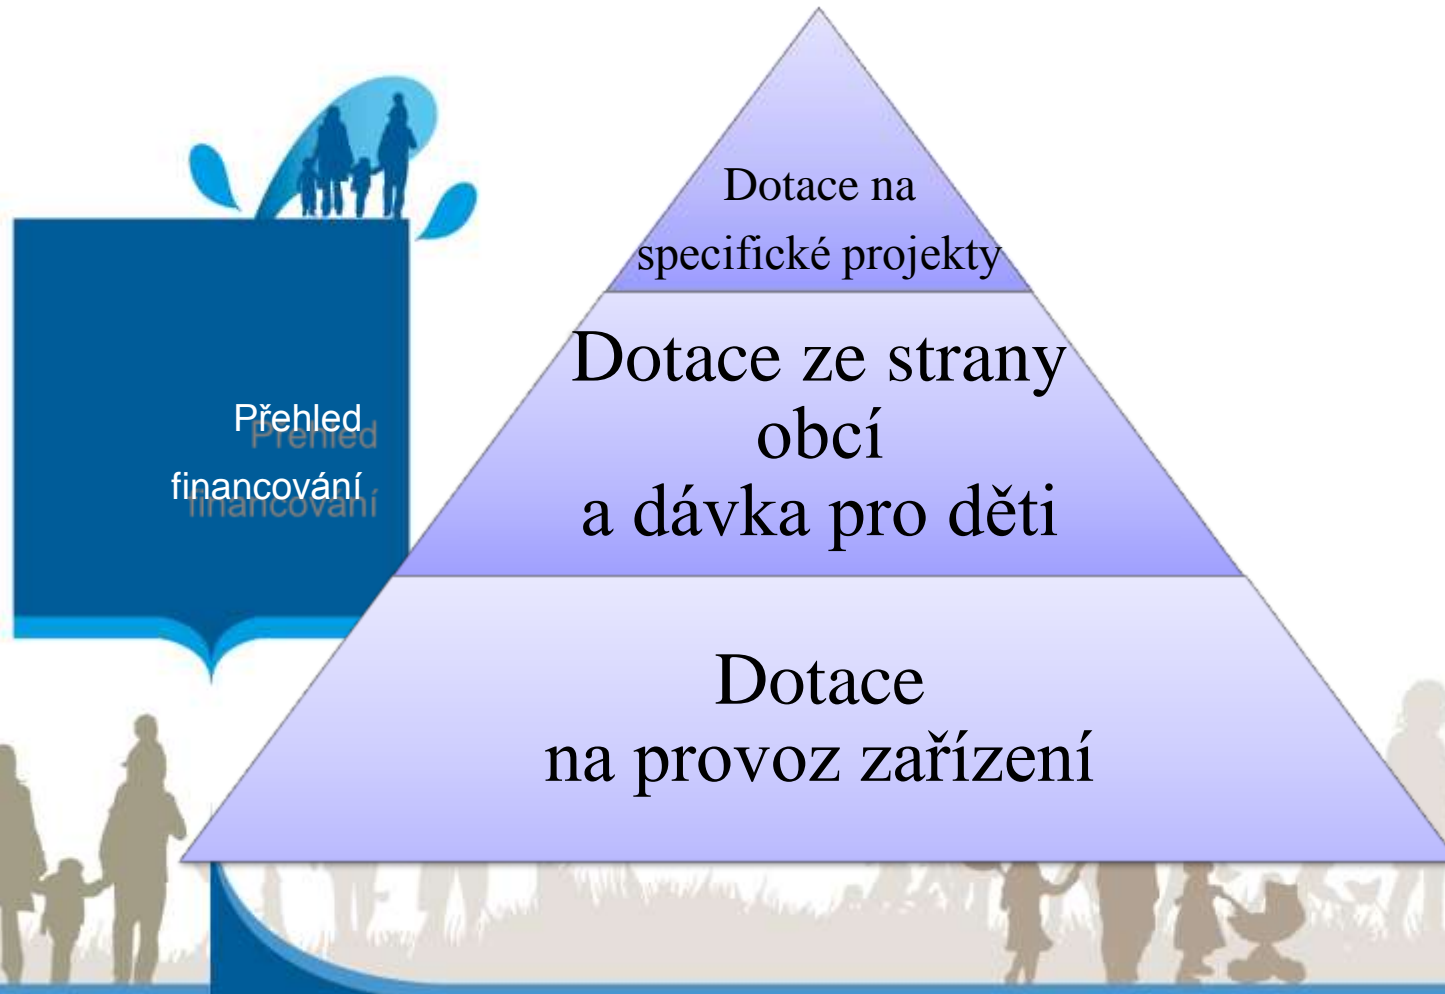 Přehled
financování
Dotace na
specifické projekty
Dotace ze strany
obcí
a dávka pro děti
Dotace
na provoz zařízení